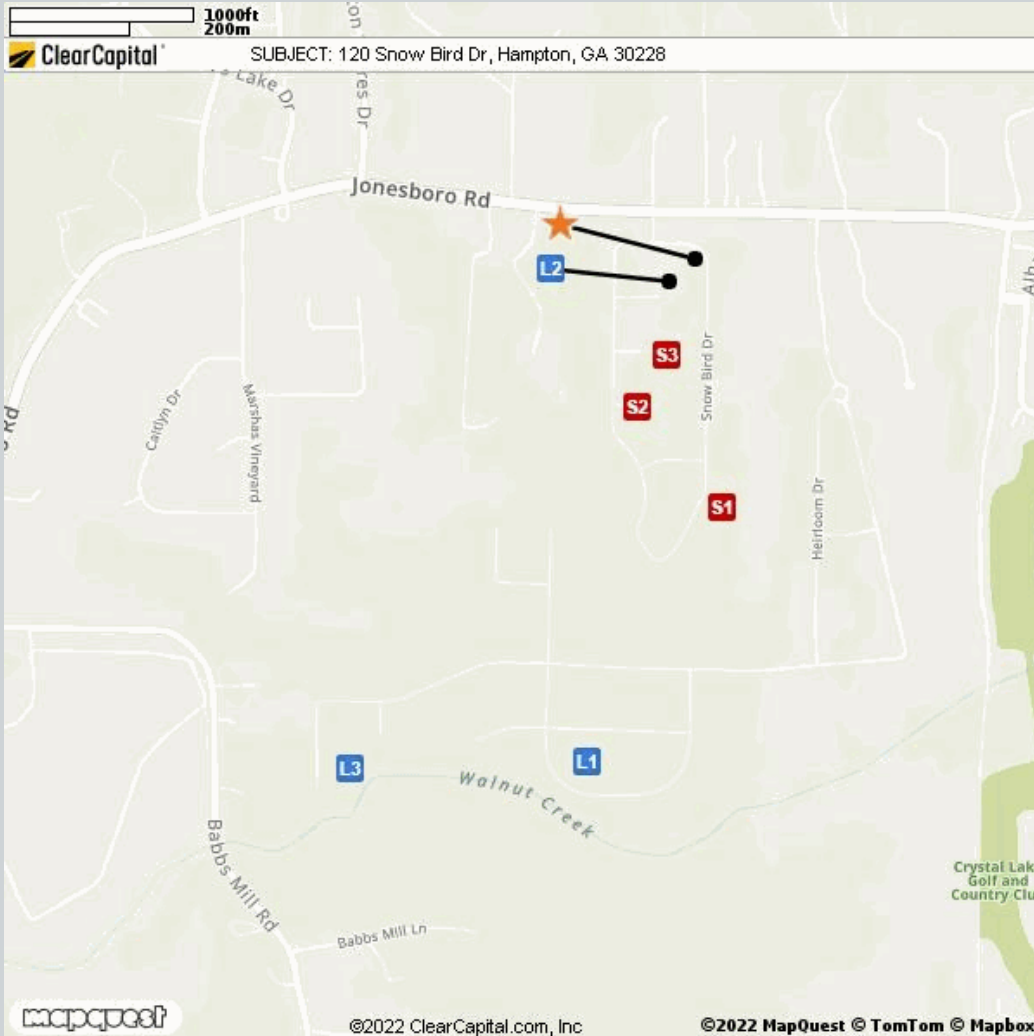 1000ft
200m
ClearCapital
SUBJECT: 120 Snow Bird Dr, Hampton, GA 30228
Lake Dr
Jonesboro Rd
L2
S3
Snow Bird Dr
S2
Caitlyn Dr
Marshas Vineyard
Rd
S1
Heirloom Dr
L1
L3
Walnut Creek
Babbs Mill Rd
Crystal Lak
Golf and
Country Clu
Babbs Mill Ln
mapquest
©2022 ClearCapital.com, Inc
©2022 MapQuest © TomTom © Mapbox